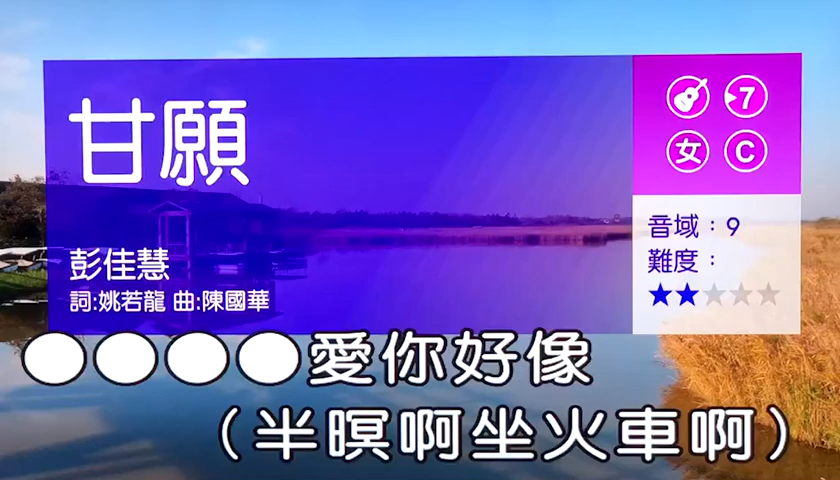 甘願
彭佳慧
詞:姚若龍 曲:陳國華
7
女 C
音域：9
難度：
★★★★★
●●●●愛你好像
（半暝啊坐火車啊）